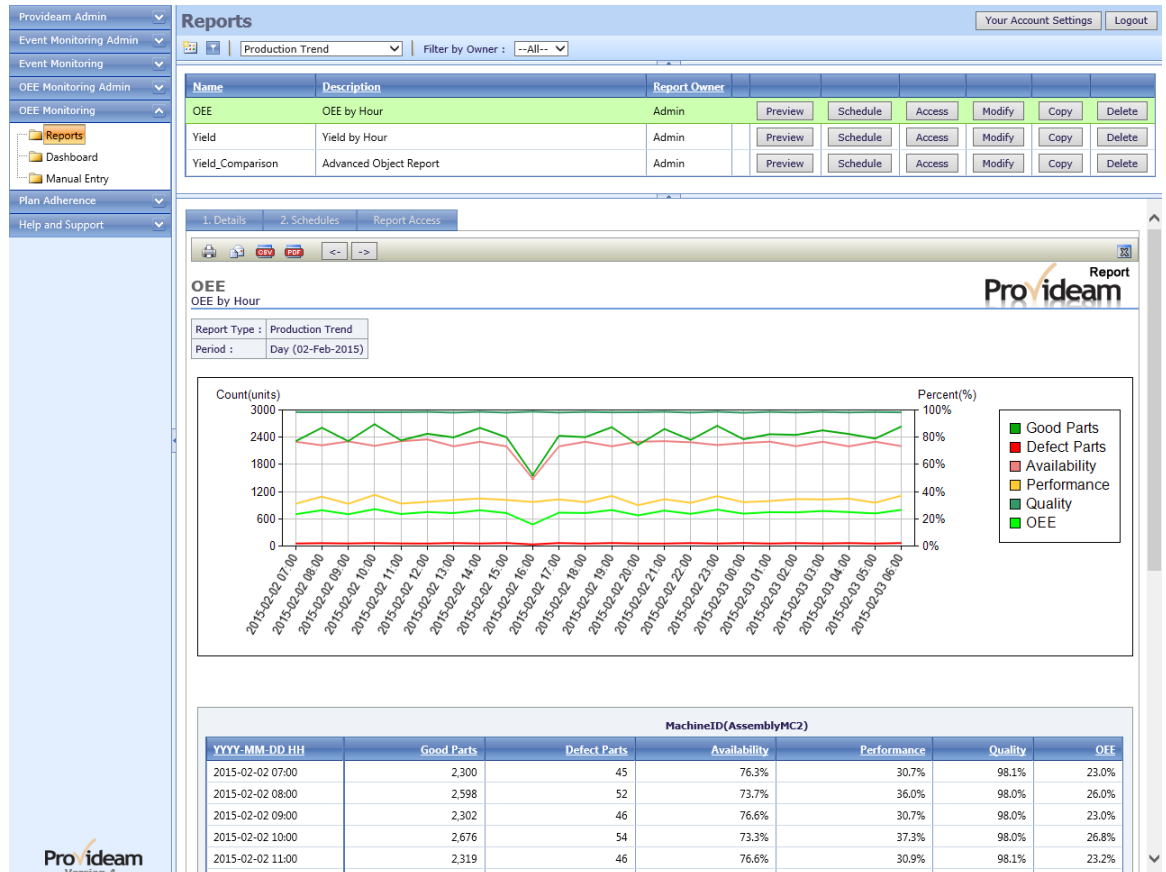 Provideam Admin
Event Monitoring Admin
Event Monitoring
OEE Monitoring Admin
OEE Monitoring
Reports
Dashboard
Manual Entry
Plan Adherence
Help and Support
Provideam
Version 4
Reports
Your Account Settings Logout
Production Trend Filter by Owner : --All--
Name Description Report Owner
OEE OEE by Hour Admin Preview Schedule Access Modify Copy Delete
Yield Yield by Hour Admin Preview Schedule Access Modify Copy Delete
Yield_Comparison Advanced Object Report Admin Preview Schedule Access Modify Copy Delete
1. Details 2. Schedules Report Access
CSV PDF <- ->
Report
Provideam
OEE
OEE by Hour
Report Type : Production Trend
Period : Day (02-Feb-2015)
Count(units) Percent(%)
3000 100%
2400 80%
1800 60%
1200 40%
600 20%
0 0%
2015-02-02 07:00
2015-02-02 08:00
2015-02-02 09:00
2015-02-02 10:00
2015-02-02 11:00
2015-02-02 12:00
2015-02-02 13:00
2015-02-02 14:00
2015-02-02 15:00
2015-02-02 16:00
2015-02-02 17:00
2015-02-02 18:00
2015-02-02 19:00
2015-02-02 20:00
2015-02-02 21:00
2015-02-02 22:00
2015-02-02 23:00
2015-02-03 00:00
2015-02-03 01:00
2015-02-03 02:00
2015-02-03 03:00
2015-02-03 04:00
2015-02-03 05:00
2015-02-03 06:00
Good Parts
Defect Parts
Availability
Performance
Quality
OEE
MachineID(AssemblyMC2)
YYYY-MM-DD HH Good Parts Defect Parts Availability Performance Quality OEE
2015-02-02 07:00 2,300 45 76.3% 30.7% 98.1% 23.0%
2015-02-02 08:00 2,598 52 73.7% 36.0% 98.0% 26.0%
2015-02-02 09:00 2,302 46 76.6% 30.7% 98.0% 23.0%
2015-02-02 10:00 2,676 54 73.3% 37.3% 98.0% 26.8%
2015-02-02 11:00 2,319 46 76.6% 30.9% 98.1% 23.2%